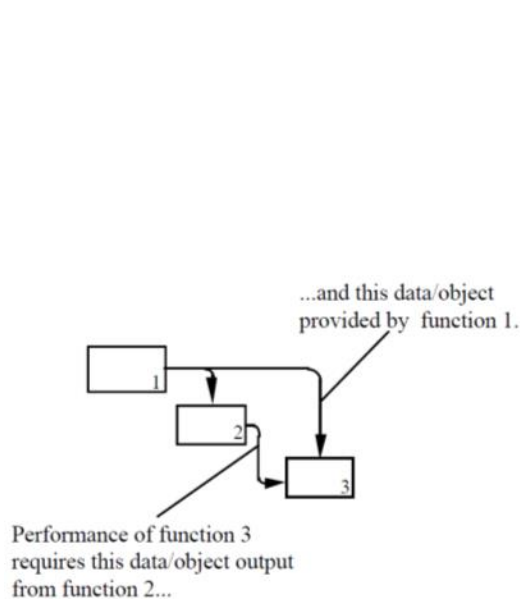 ...and this data/object
provided by function 1.
1
2
3
Performance of function 3
requires this data/object output
from function 2...